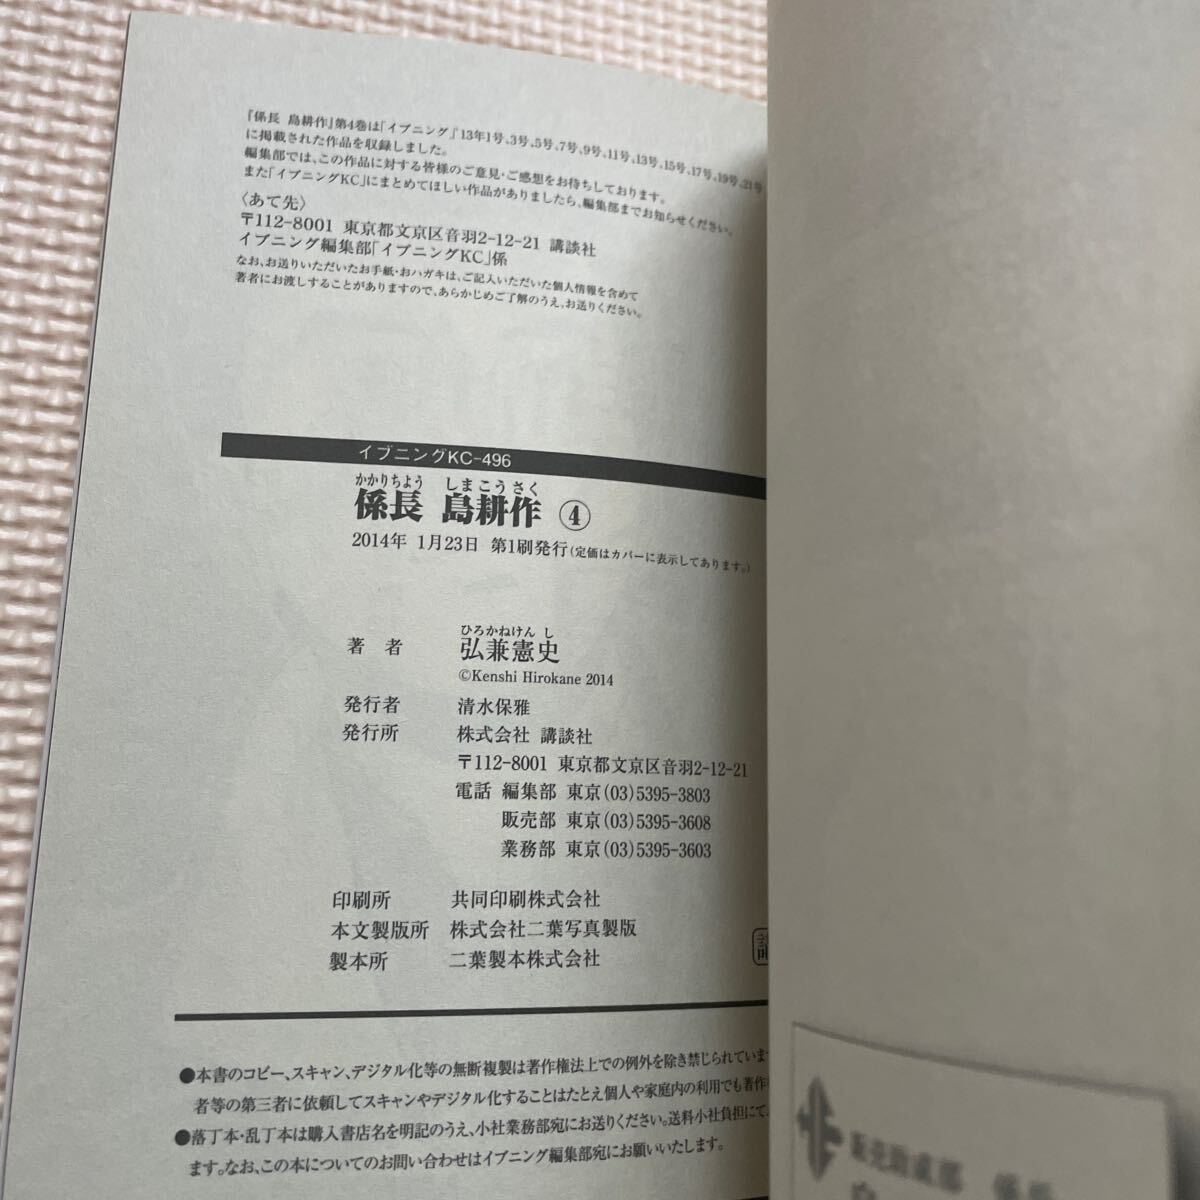 『係長 島耕作』第4巻は「イブニング」'13年1号、3号、5号、7号、9号、11号、13号、15号、17号、19号、21号
に掲載された作品を収録しました。
編集部では、この作品に対する皆様のご意見・ご感想をお待ちしております。
また「イブニングKC」にまとめてほしい作品がありましたら、編集部までお知らせください。
〈あて先〉
〒112-8001 東京都文京区音羽2-12-21 講談社
イブニング編集部「イブニングKC」係
なお、お送りいただいたお手紙・おハガキは、ご記入いただいた個人情報を含めて
著者にお渡しすることがありますので、あらかじめご了解のうえ、お送りください。
イブニングKC-496
かかりちよう しまこうさく
係長 島耕作 ④
2014年 1月23日 第1刷発行(定価はカバーに表示してあります。)
ひろかねけん し
著 者 弘兼憲史
©Kenshi Hirokane 2014
発行者 清水保雅
発行所 株式会社 講談社
〒112-8001 東京都文京区音羽2-12-21
電話 編集部 東京(03)5395-3803
販売部 東京(03)5395-3608
業務部 東京(03)5395-3603
印刷所 共同印刷株式会社
本文製版所 株式会社二葉写真製版
製本所 二葉製本株式会社
●本書のコピー、スキャン、デジタル化等の無断複製は著作権法上での例外を除き禁じられていま
者等の第三者に依頼してスキャンやデジタル化することはたとえ個人や家庭内の利用でも著作
●落丁本・乱丁本は購入書店名を明記のうえ、小社業務部宛にお送りください。送料小社負担にて
ます。なお、この本についてのお問い合わせはイブニング編集部宛にお願いいたします。
販売助成部 係長